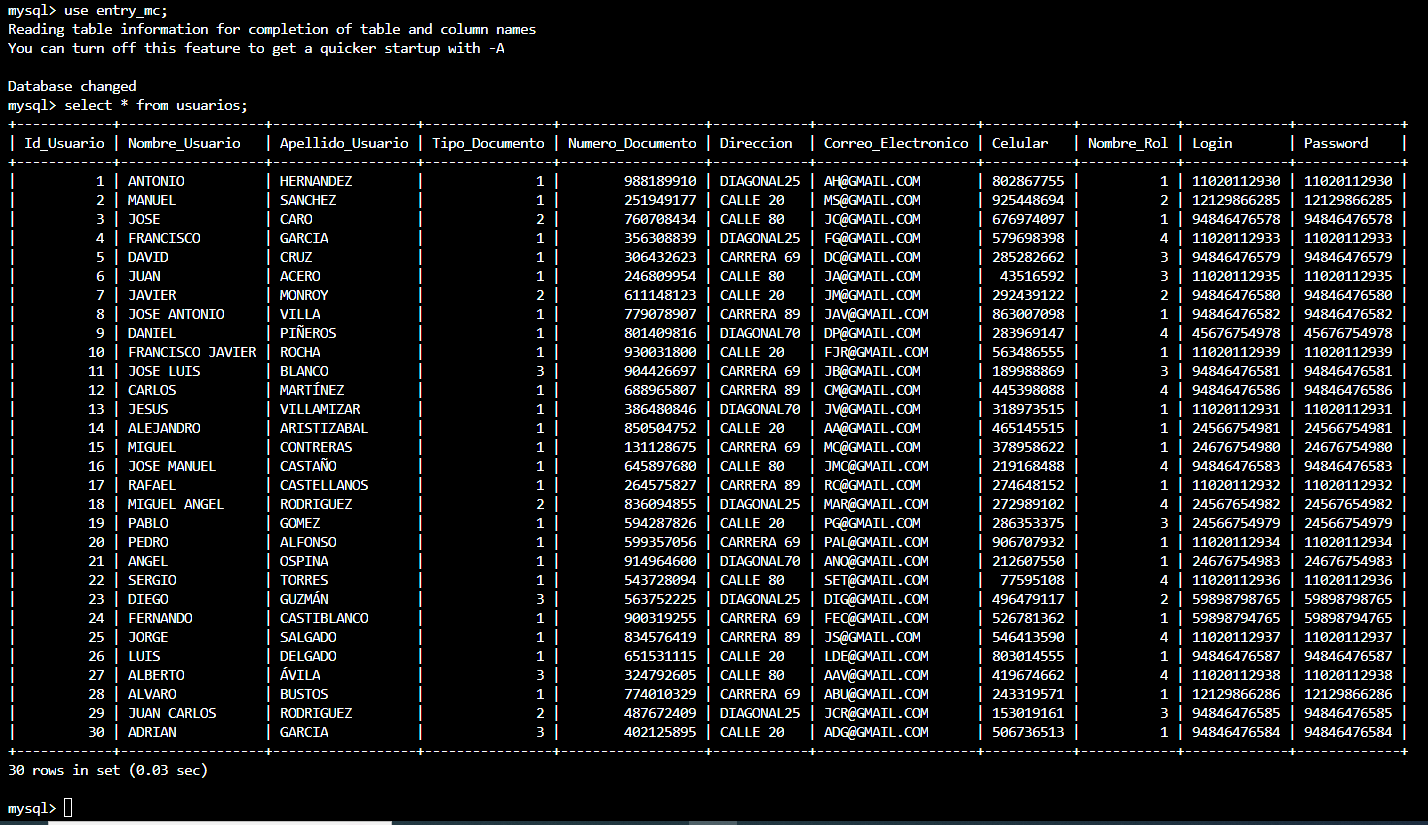 mysql> use entry_mc;
Reading table information for completion of table and column names
You can turn off this feature to get a quicker startup with -A
Database changed
mysql> select * from usuarios;
+------------+------------------+------------------+----------------+------------------+-----------+--------------------+-----------+------------+-------------+-------------+
| Id_Usuario | Nombre_Usuario | Apellido_Usuario | Tipo_Documento | Numero_Documento | Direccion | Correo_Electronico | Celular | Nombre_Rol | Login | Password |
+------------+------------------+------------------+----------------+------------------+-----------+--------------------+-----------+------------+-------------+-------------+
| 1 | ANTONIO | HERNANDEZ | 1 | 988189910 | DIAGONAL25 | AH@GMAIL.COM | 802867755 | 1 | 11020112930 | 11020112930 |
| 2 | MANUEL | SANCHEZ | 1 | 251949177 | CALLE 20 | MS@GMAIL.COM | 925448694 | 2 | 12129866285 | 12129866285 |
| 3 | JOSE | CARO | 2 | 760708434 | CALLE 80 | JC@GMAIL.COM | 676974097 | 1 | 94846476578 | 94846476578 |
| 4 | FRANCISCO | GARCIA | 1 | 356308839 | DIAGONAL25 | FG@GMAIL.COM | 579698398 | 4 | 11020112933 | 11020112933 |
| 5 | DAVID | CRUZ | 1 | 306432623 | CARRERA 69 | DC@GMAIL.COM | 285282662 | 3 | 94846476579 | 94846476579 |
| 6 | JUAN | ACERO | 1 | 246809954 | CALLE 80 | JA@GMAIL.COM | 43516592 | 3 | 11020112935 | 11020112935 |
| 7 | JAVIER | MONROY | 2 | 611148123 | CALLE 20 | JM@GMAIL.COM | 292439122 | 2 | 94846476580 | 94846476580 |
| 8 | JOSE ANTONIO | VILLA | 1 | 779078907 | CARRERA 89 | JAV@GMAIL.COM | 863007098 | 1 | 94846476582 | 94846476582 |
| 9 | DANIEL | PIÑEROS | 1 | 801409816 | DIAGONAL70 | DP@GMAIL.COM | 283969147 | 4 | 45676754978 | 45676754978 |
| 10 | FRANCISCO JAVIER | ROCHA | 1 | 930031800 | CALLE 20 | FJR@GMAIL.COM | 563486555 | 1 | 11020112939 | 11020112939 |
| 11 | JOSE LUIS | BLANCO | 3 | 904426697 | CARRERA 69 | JB@GMAIL.COM | 189988869 | 3 | 94846476581 | 94846476581 |
| 12 | CARLOS | MARTÍNEZ | 1 | 688965807 | CARRERA 89 | CM@GMAIL.COM | 445398088 | 4 | 94846476586 | 94846476586 |
| 13 | JESUS | VILLAMIZAR | 1 | 386480846 | DIAGONAL70 | JV@GMAIL.COM | 318973515 | 1 | 11020112931 | 11020112931 |
| 14 | ALEJANDRO | ARISTIZABAL | 1 | 850504752 | CALLE 20 | AA@GMAIL.COM | 465145515 | 1 | 24566754981 | 24566754981 |
| 15 | MIGUEL | CONTRERAS | 1 | 131128675 | CARRERA 69 | MC@GMAIL.COM | 378958622 | 1 | 24676754980 | 24676754980 |
| 16 | JOSE MANUEL | CASTAÑO | 1 | 645897680 | CALLE 80 | JMC@GMAIL.COM | 219168488 | 4 | 94846476583 | 94846476583 |
| 17 | RAFAEL | CASTELLANOS | 1 | 264575827 | CARRERA 89 | RC@GMAIL.COM | 274648152 | 1 | 11020112932 | 11020112932 |
| 18 | MIGUEL ANGEL | RODRIGUEZ | 2 | 836094855 | DIAGONAL25 | MAR@GMAIL.COM | 272989102 | 4 | 24567654982 | 24567654982 |
| 19 | PABLO | GOMEZ | 1 | 594287826 | CALLE 20 | PG@GMAIL.COM | 286353375 | 3 | 24566754979 | 24566754979 |
| 20 | PEDRO | ALFONSO | 1 | 599357056 | CARRERA 69 | PAL@GMAIL.COM | 906707932 | 1 | 11020112934 | 11020112934 |
| 21 | ANGEL | OSPINA | 1 | 914964600 | DIAGONAL70 | ANO@GMAIL.COM | 212607550 | 1 | 24676754983 | 24676754983 |
| 22 | SERGIO | TORRES | 1 | 543728094 | CALLE 80 | SET@GMAIL.COM | 77595108 | 4 | 11020112936 | 11020112936 |
| 23 | DIEGO | GUZMÁN | 3 | 563752225 | DIAGONAL25 | DIG@GMAIL.COM | 496479117 | 2 | 59898798765 | 59898798765 |
| 24 | FERNANDO | CASTIBLANCO | 1 | 900319255 | CARRERA 69 | FEC@GMAIL.COM | 526781362 | 1 | 59898794765 | 59898794765 |
| 25 | JORGE | SALGADO | 1 | 834576419 | CARRERA 89 | JS@GMAIL.COM | 546413590 | 4 | 11020112937 | 11020112937 |
| 26 | LUIS | DELGADO | 1 | 651531115 | CALLE 20 | LDE@GMAIL.COM | 803014555 | 1 | 94846476587 | 94846476587 |
| 27 | ALBERTO | ÁVILA | 3 | 324792605 | CALLE 80 | AAV@GMAIL.COM | 419674662 | 4 | 11020112938 | 11020112938 |
| 28 | ALVARO | BUSTOS | 1 | 774010329 | CARRERA 69 | ABU@GMAIL.COM | 243319571 | 1 | 12129866286 | 12129866286 |
| 29 | JUAN CARLOS | RODRIGUEZ | 2 | 487672409 | DIAGONAL25 | JCR@GMAIL.COM | 153019161 | 3 | 94846476585 | 94846476585 |
| 30 | ADRIAN | GARCIA | 3 | 402125895 | CALLE 20 | ADG@GMAIL.COM | 506736513 | 1 | 94846476584 | 94846476584 |
+------------+------------------+------------------+----------------+------------------+-----------+--------------------+-----------+------------+-------------+-------------+
30 rows in set (0.03 sec)
mysql>